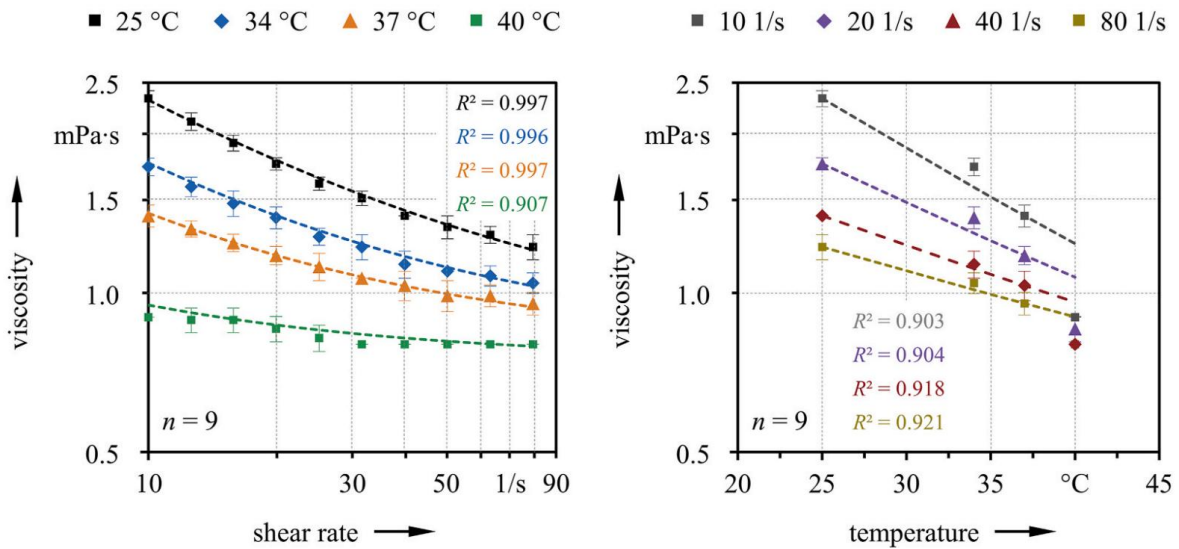 25 °C 34 °C 37 °C 40 °C
2.5
mPa·s
1.5
1.0
0.5
viscosity
R² = 0.997
R² = 0.996
R² = 0.997
R² = 0.907
n = 9
10 30 50 1/s 90
shear rate
10 1/s 20 1/s 40 1/s 80 1/s
2.5
mPa·s
1.5
1.0
0.5
viscosity
R² = 0.903
R² = 0.904
R² = 0.918
R² = 0.921
n = 9
20 25 30 35 °C 45
temperature